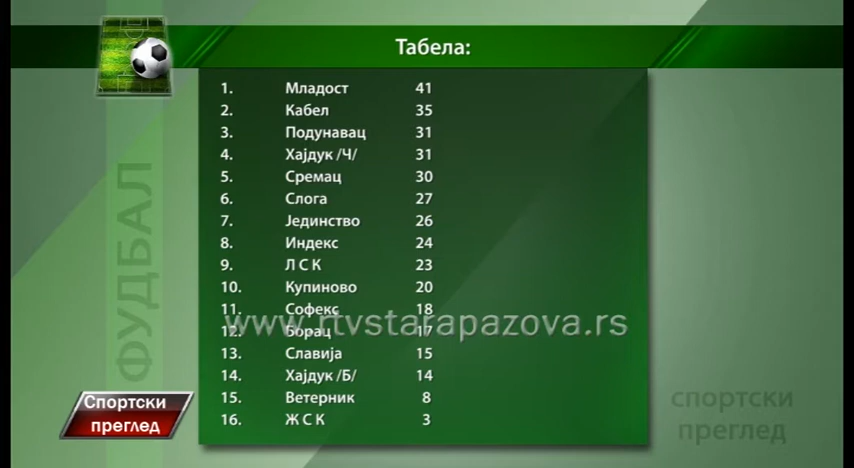 Табела:
1. Младост 41
2. Кабел 35
3. Подунавац 31
4. Хајдук /Ч/ 31
5. Сремац 30
6. Слога 27
7. Јединство 26
8. Индекс 24
9. Л С К 23
10. Купиново 20
11. Софекс 18
www.rtvstarapazova.rs
12. Борац 17
13. Славија 15
14. Хајдук /Б/ 14
15. Ветерник 8
16. Ж С К 3
ФУДБАЛ
Спортски
преглед
спортски
преглед